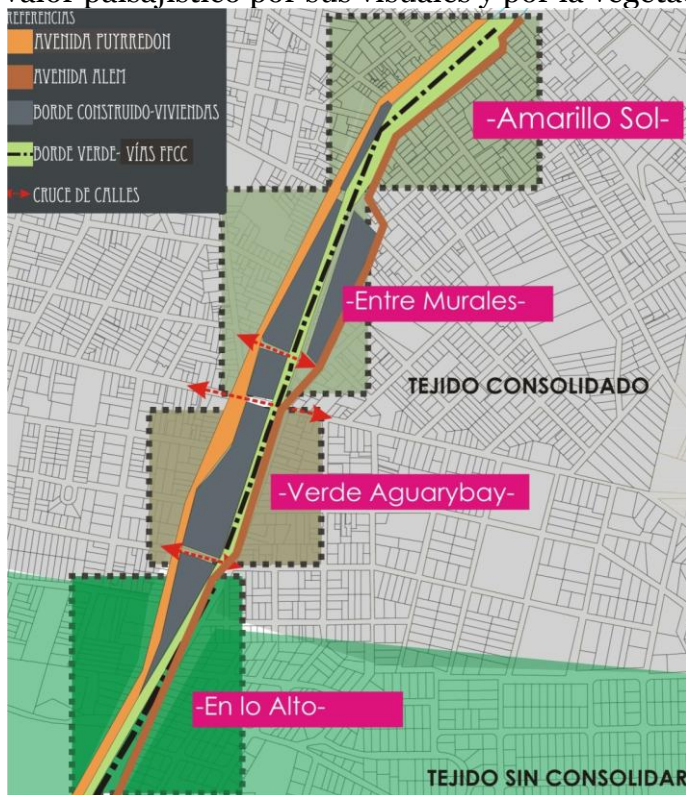 valor paisajístico por sus visuales y por la vegeta
REFERENCIAS
AVENIDA PUYRREDON
AVENIDA ALEM
BORDE CONSTRUIDO-VIVIENDAS
BORDE VERDE- VÍAS FFCC
CRUCE DE CALLES
-Amarillo Sol-
-Entre Murales-
TEJIDO CONSOLIDADO
-Verde Aguarybay-
-En lo Alto-
TEJIDO SIN CONSOLIDAR